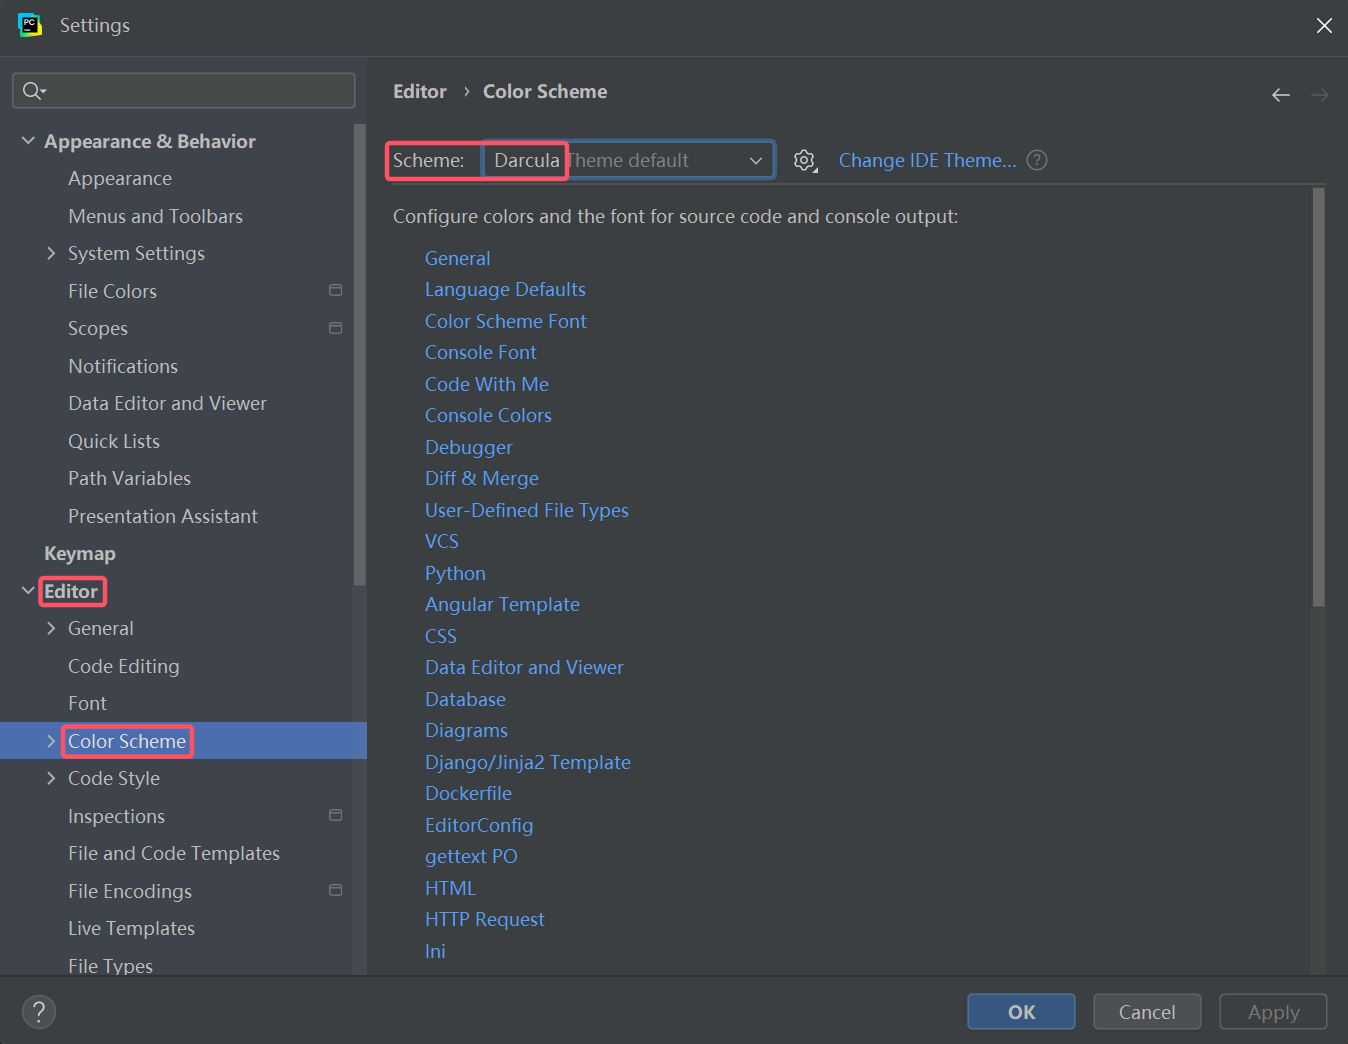 PC
Settings
Appearance & Behavior
Appearance
Menus and Toolbars
System Settings
File Colors
Scopes
Notifications
Data Editor and Viewer
Quick Lists
Path Variables
Presentation Assistant
Keymap
Editor
General
Code Editing
Font
Color Scheme
Code Style
Inspections
File and Code Templates
File Encodings
Live Templates
File Types
Editor › Color Scheme
Scheme: Darcula Theme default Change IDE Theme... ?
Configure colors and the font for source code and console output:
General
Language Defaults
Color Scheme Font
Console Font
Code With Me
Console Colors
Debugger
Diff & Merge
User-Defined File Types
VCS
Python
Angular Template
CSS
Data Editor and Viewer
Database
Diagrams
Django/Jinja2 Template
Dockerfile
EditorConfig
gettext PO
HTML
HTTP Request
Ini
? OK Cancel Apply